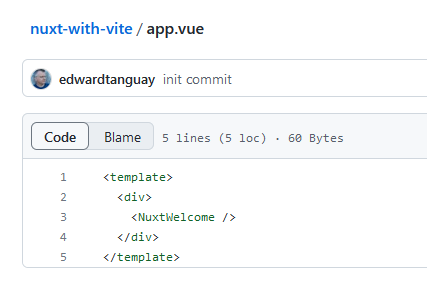 nuxt-with-vite / app.vue
edwardtanguay init commit
Code Blame 5 lines (5 loc) · 60 Bytes
1 <template>
2   <div>
3     <NuxtWelcome />
4   </div>
5 </template>